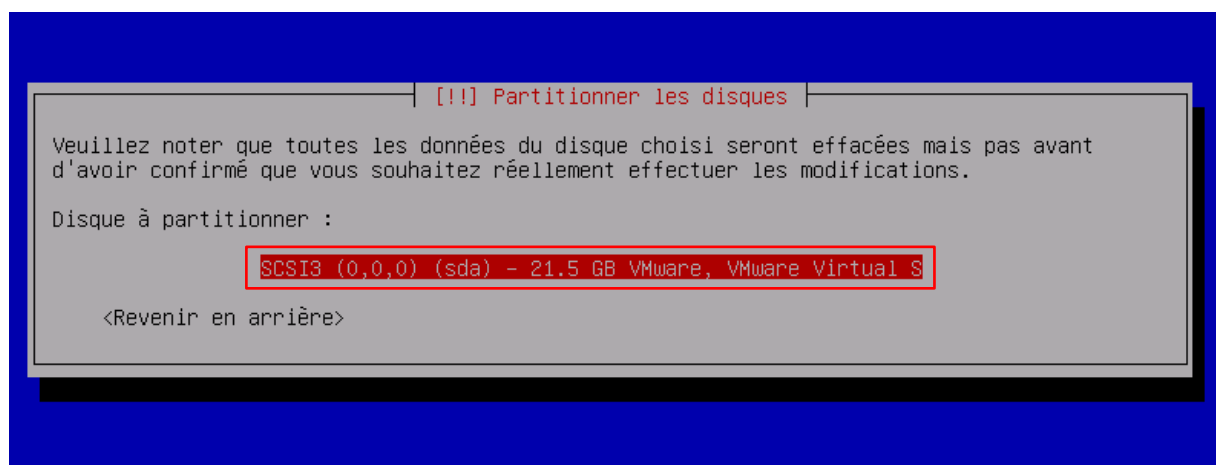 [!!] Partitionner les disques
Veuillez noter que toutes les données du disque choisi seront effacées mais pas avant
d'avoir confirmé que vous souhaitez réellement effectuer les modifications.
Disque à partitionner :
SCSI3 (0,0,0) (sda) – 21.5 GB VMware, VMware Virtual S
<Revenir en arrière>